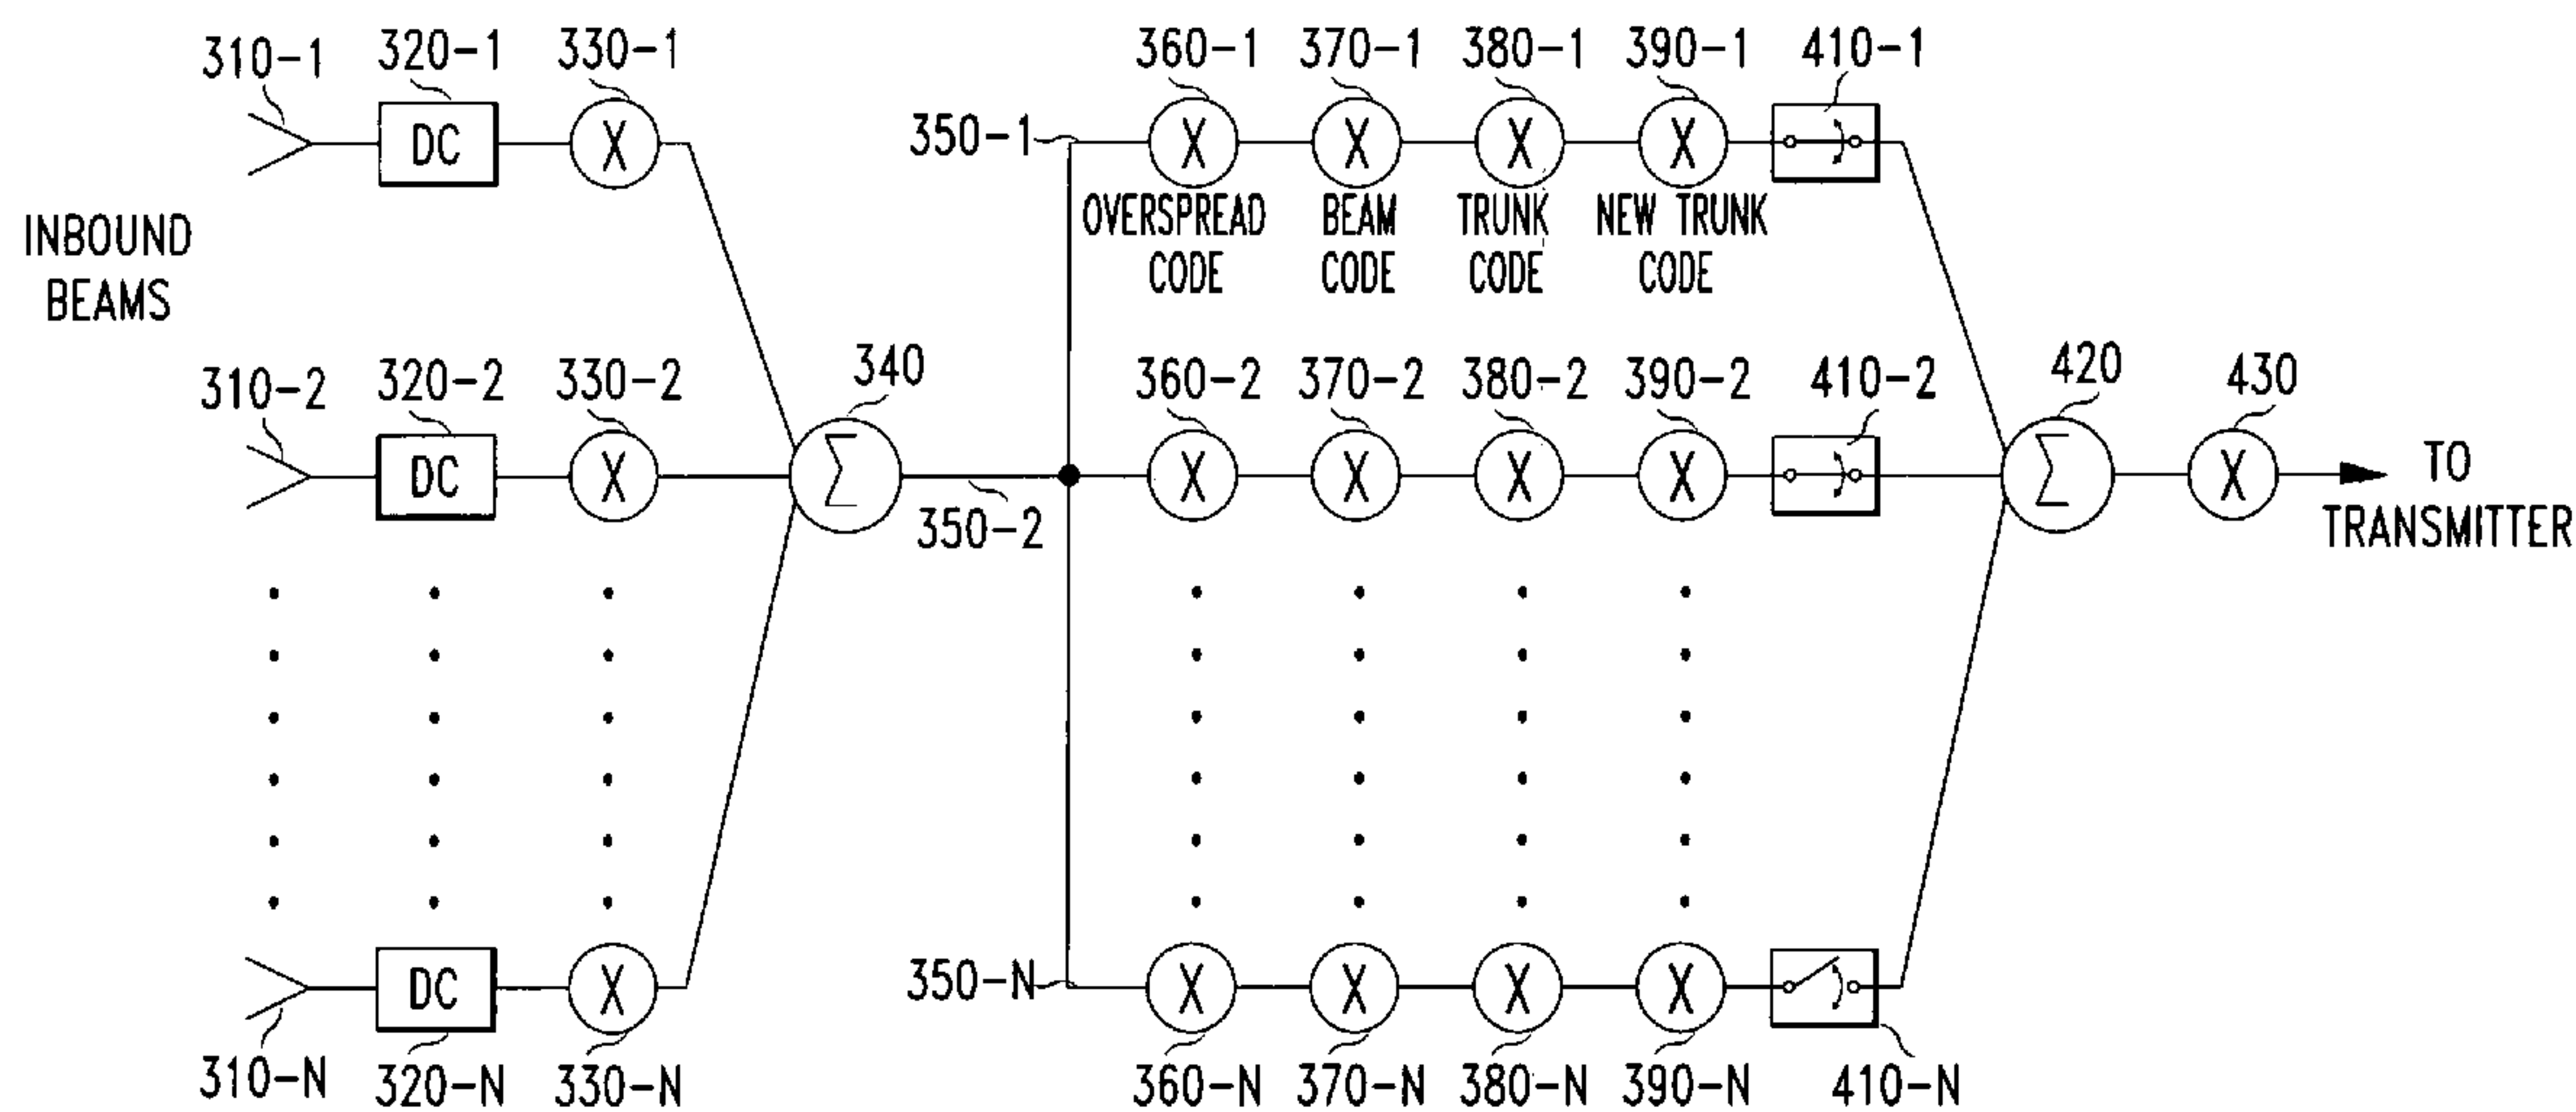 310-1 320-1 330-1 360-1 370-1 380-1 390-1 410-1
DC X 350-1 X X X X
INBOUND
BEAMS
OVERSPREAD
CODE
BEAM
CODE
TRUNK
CODE
NEW TRUNK
CODE
310-2 320-2 330-2 340 360-2 370-2 380-2 390-2 410-2 420 430
DC X Σ X X X X Σ X
350-2
TO
TRANSMITTER
DC X 350-N X X X X
310-N 320-N 330-N 360-N 370-N 380-N 390-N 410-N